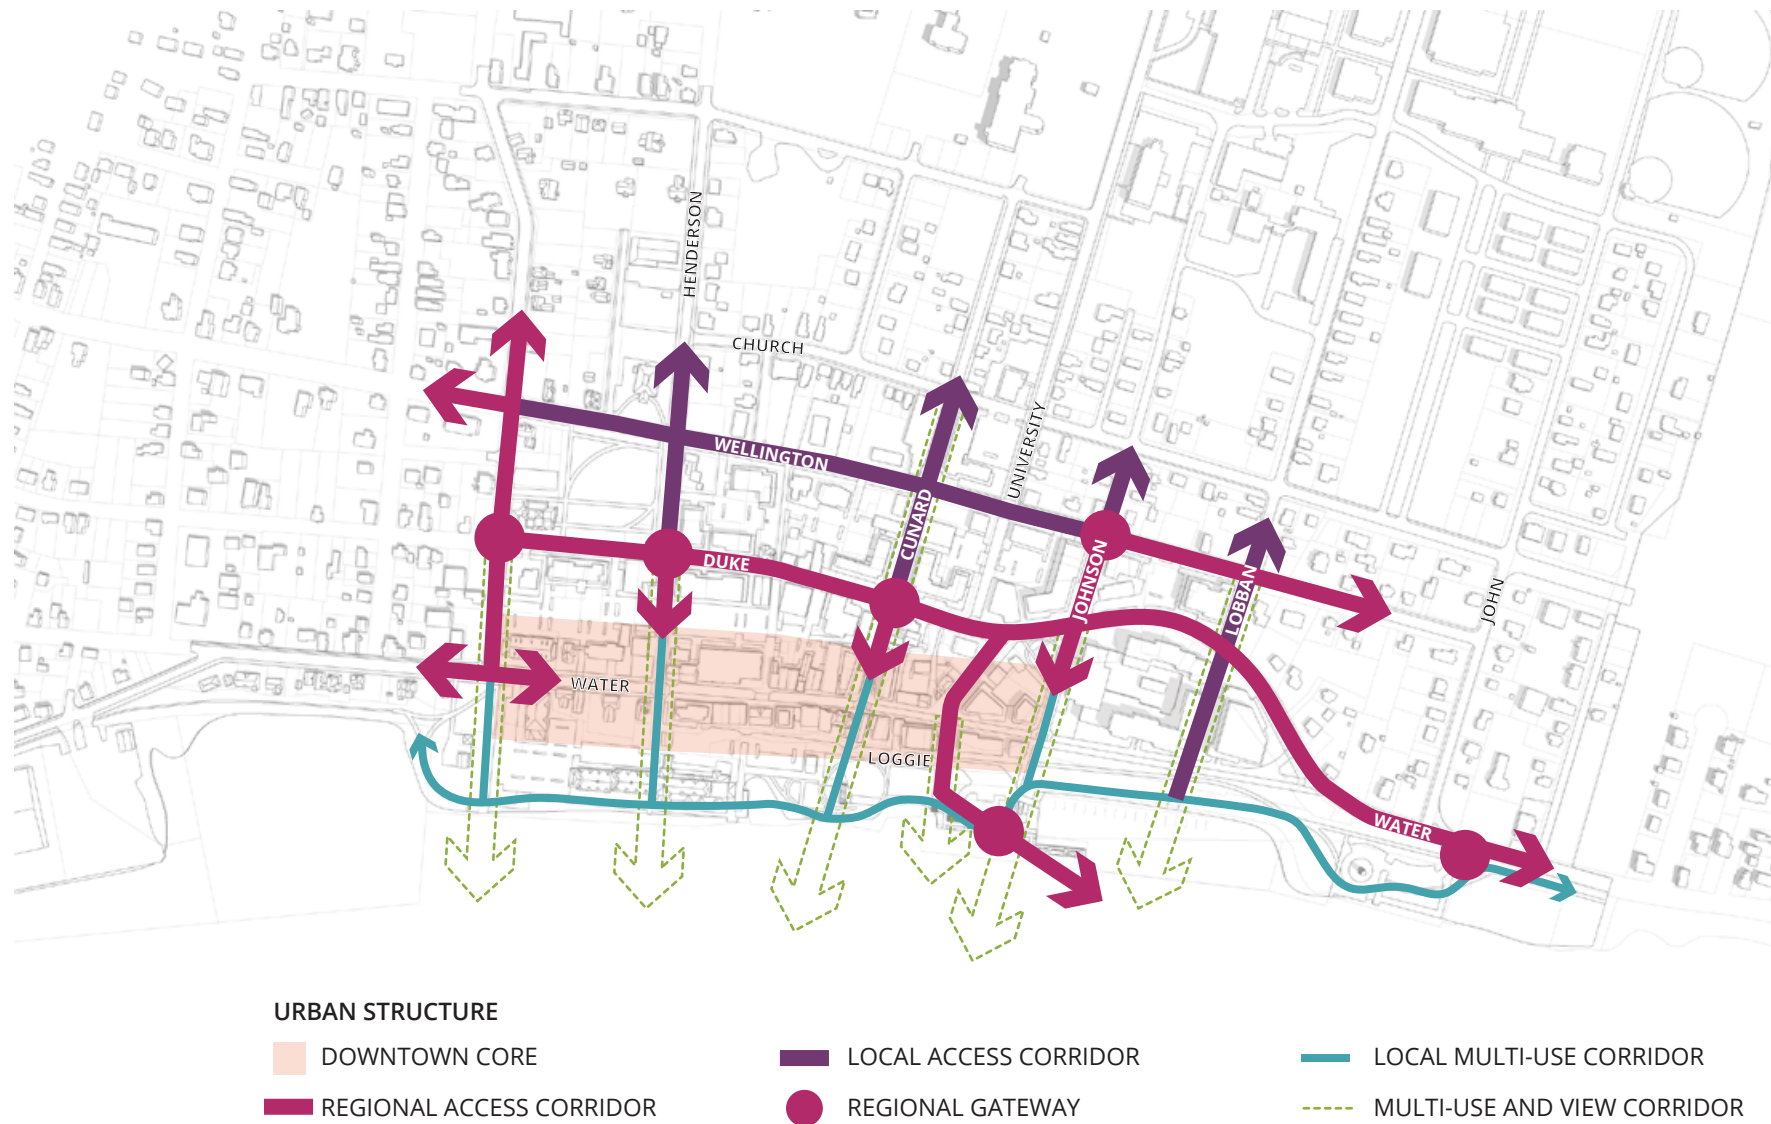 HENDERSON
CHURCH
UNIVERSITY
WELLINGTON
CUNARD
DUKE
JOHNSON
LOBBAN
JOHN
WATER
LOGGIE
WATER
URBAN STRUCTURE
DOWNTOWN CORE
LOCAL ACCESS CORRIDOR
LOCAL MULTI-USE CORRIDOR
REGIONAL ACCESS CORRIDOR
REGIONAL GATEWAY
MULTI-USE AND VIEW CORRIDOR